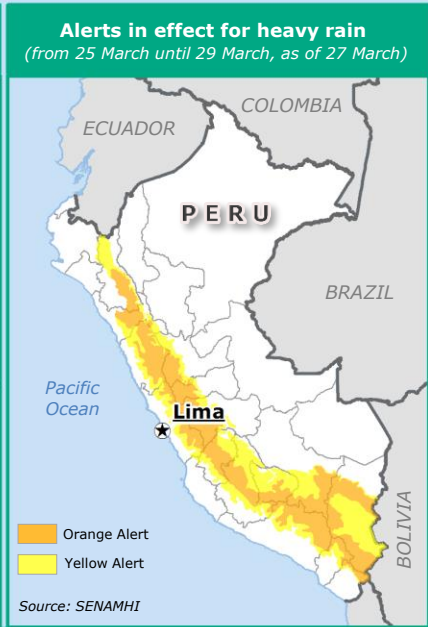 Alerts in effect for heavy rain
(from 25 March until 29 March, as of 27 March)
COLOMBIA
ECUADOR
PERU
BRAZIL
Pacific
Ocean
Lima
BOLIVIA
Orange Alert
Yellow Alert
Source: SENAMHI